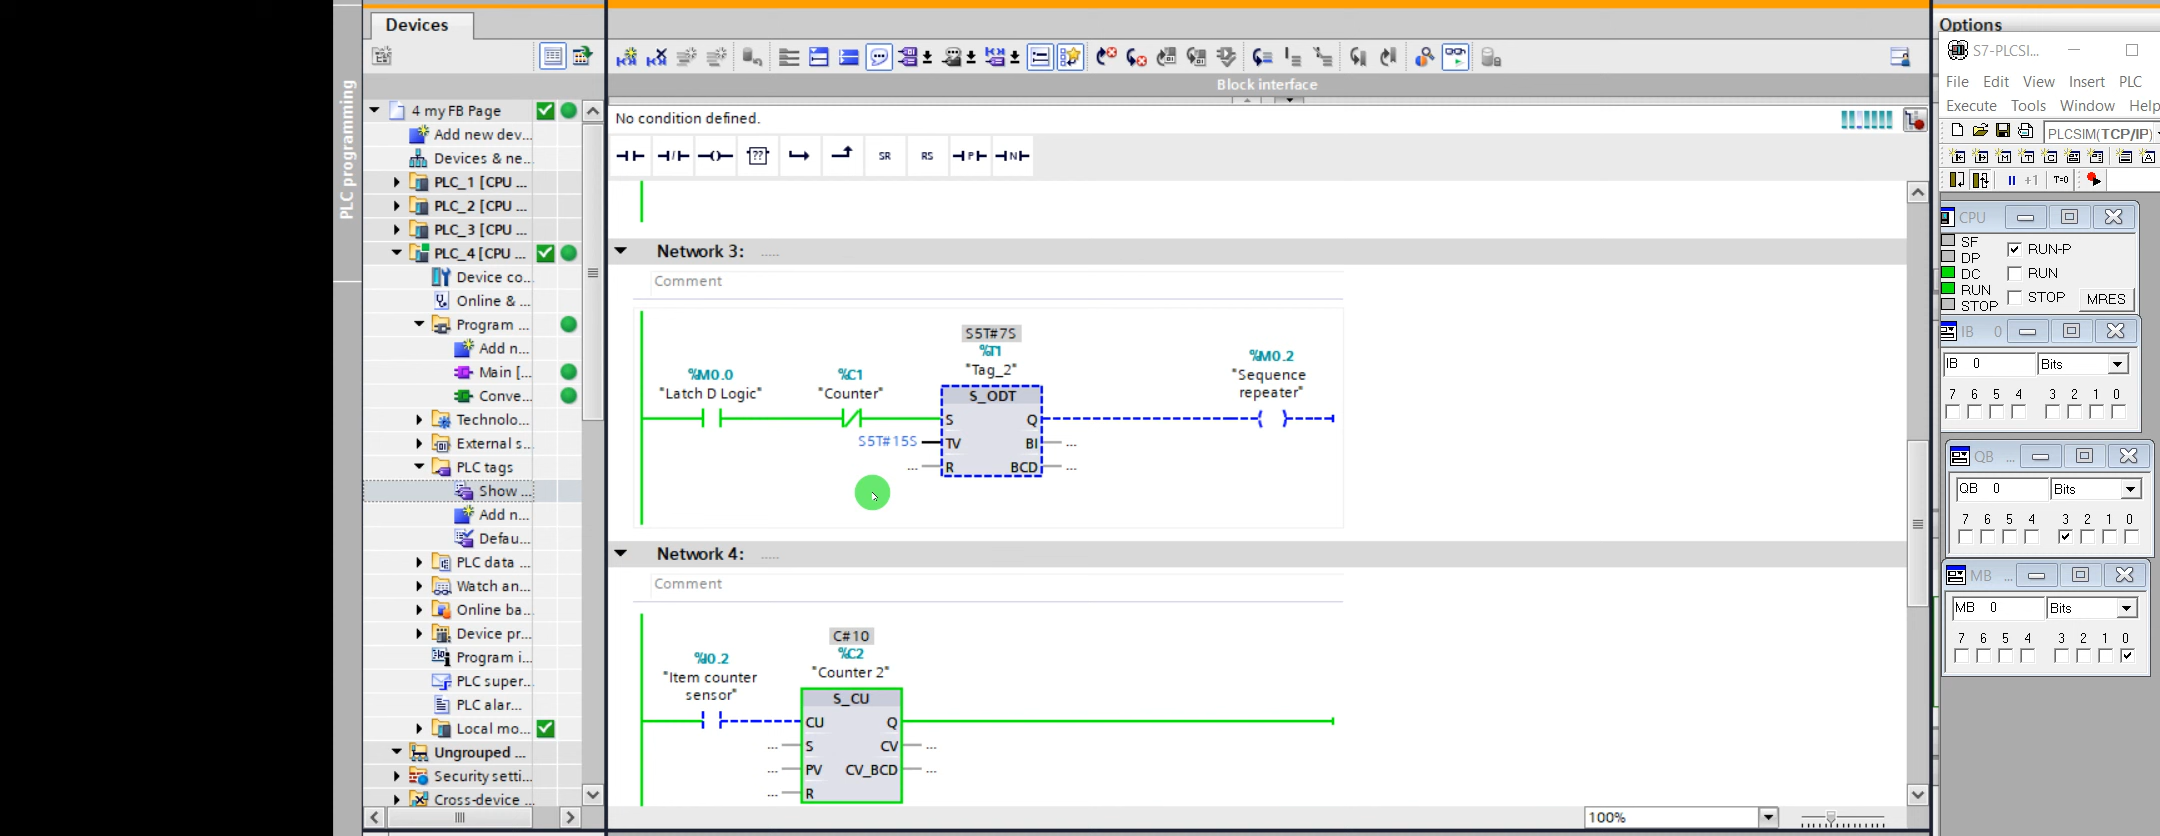 Devices
Options
PLC programming
S7-PLCSI...
File Edit View Insert PLC
Execute Tools Window Help
PLCSIM(TCP/IP)
+1 T=0
Block interface
No condition defined.
?? SR RS P N
4 my FB Page
Add new dev...
Devices & ne...
PLC_1 [CPU ...
PLC_2 [CPU ...
PLC_3 [CPU ...
PLC_4 [CPU ...
Device co...
Online & ...
Program ...
Add n...
Main [...
Conve...
Technolo...
External s...
PLC tags
Show ...
Add n...
Defau...
PLC data ...
Watch an...
Online ba...
Device pr...
Program i...
PLC super...
PLC alar...
Local mo...
Ungrouped ...
Security setti...
Cross-device ...
Network 3: .....
Comment
S5T#7S
%T1
"Tag_2"
%M0.0
"Latch D Logic"
%C1
"Counter"
S_ODT
S Q
S5T#15S TV BI ...
... R BCD ...
%M0.2
"Sequence
repeater"
Network 4: .....
Comment
C#10
%C2
"Counter 2"
%I0.2
"Item counter
sensor"
S_CU
CU Q
... S CV ...
... PV CV_BCD ...
... R
100%
CPU
SF
DP
DC
RUN
STOP
RUN-P
RUN
STOP
MRES
IB 0
IB 0 Bits
7 6 5 4 3 2 1 0
QB ...
QB 0 Bits
7 6 5 4 3 2 1 0
MB ...
MB 0 Bits
7 6 5 4 3 2 1 0